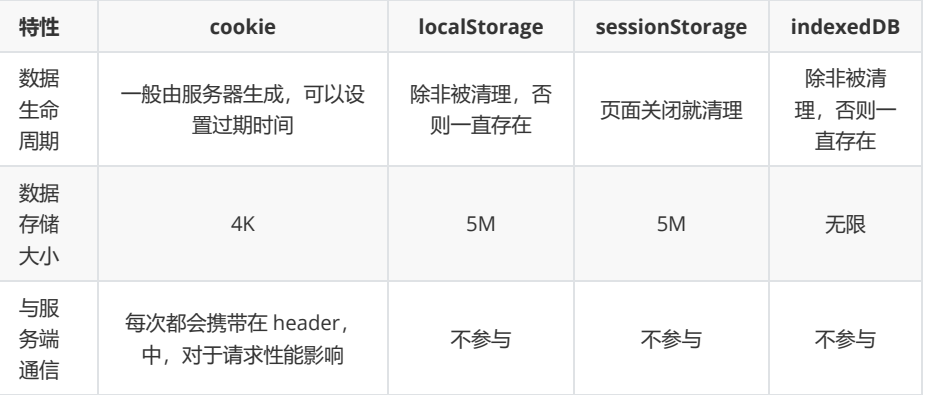 特性 cookie localStorage sessionStorage indexedDB
数据
生命
周期
一般由服务器生成，可以设
置过期时间
除非被清理，否
则一直存在
页面关闭就清理
除非被清
理，否则一
直存在
数据
存储
大小
4K
5M
5M
无限
与服
务端
通信
每次都会携带在 header，
中，对于请求性能影响
不参与
不参与
不参与